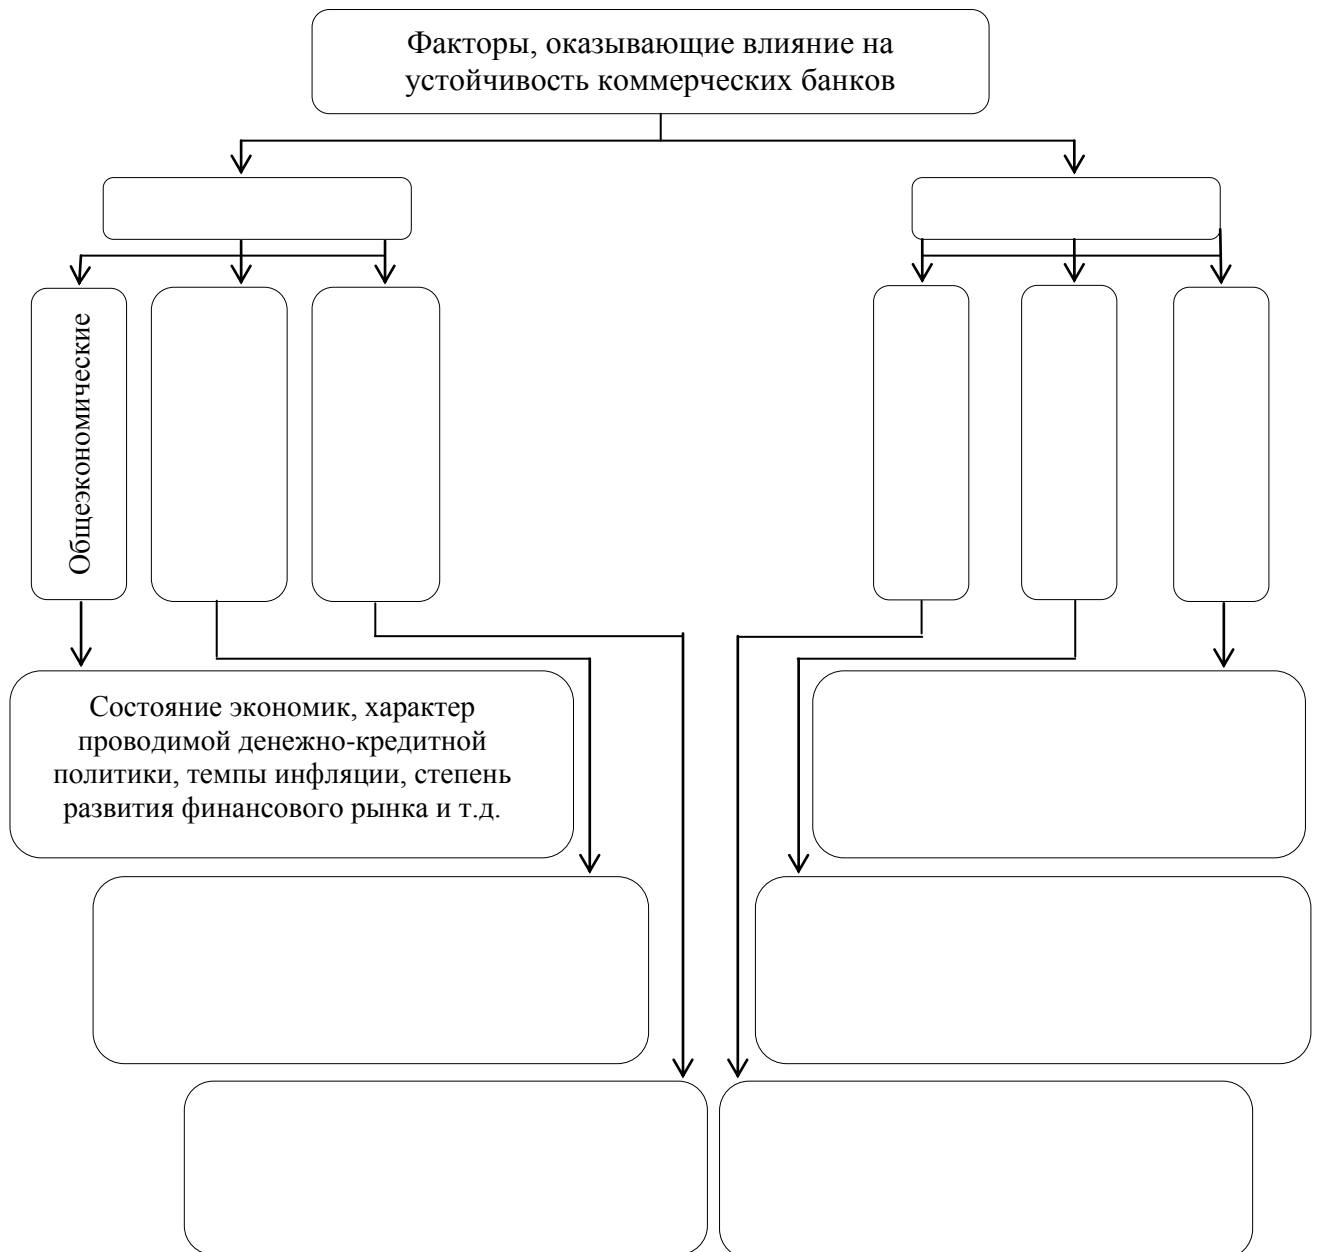 Факторы, оказывающие влияние на
устойчивость коммерческих банков
Общеэкономические
Состояние экономик, характер
проводимой денежно-кредитной
политики, темпы инфляции, степень
развития финансового рынка и т.д.